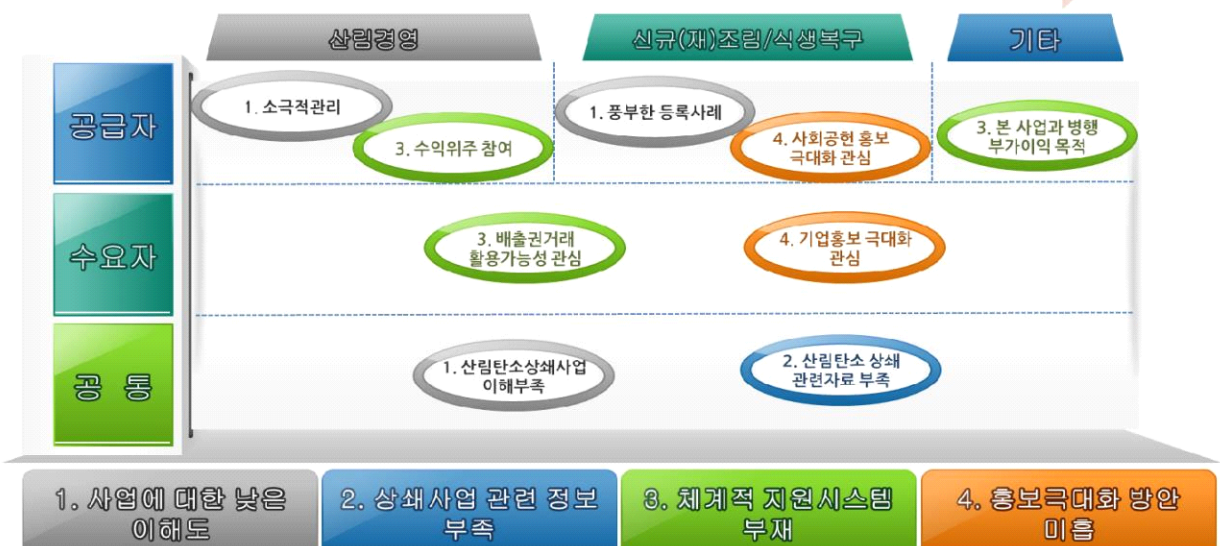 산림경영
신규(재)조림/식생복구
기타
공급자
1. 소극적관리
3. 수익위주 참여
1. 풍부한 등록사례
4. 사회공헌 홍보
극대화 관심
3. 본 사업과 병행
부가이익 목적
수요자
3. 배출권거래
활용가능성 관심
4. 기업홍보 극대화
관심
공 통
1. 산림탄소상쇄사업
이해부족
2. 산림탄소 상쇄
관련자료 부족
1. 사업에 대한 낮은
이해도
2. 상쇄사업 관련 정보
부족
3. 체계적 지원시스템
부재
4. 홍보극대화 방안
미흡